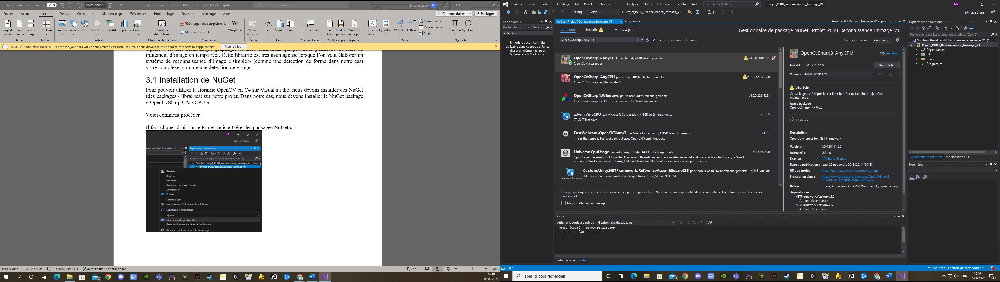 Enregistrement automatique
Times New R
Projet_Camera_2135.docx - Mode de compatibilité • Enregistré
Rechercher (Alt+Q)
Nicolas Zaco
NZ
Fichier Accueil Insertion Dessin Conception Mise en page Références Publipostage Révision Affichage Aide
Commentaires
Partager
Page de garde
Page vierge
Saut de page
Tableau
Images
Formes
Icônes
Modèles 3D
SmartArt
Graphique
Capture
Réutiliser des fichiers
Télécharger des compléments
Mes compléments
Wikipédia
Vidéos en ligne
Lien
Signet
Renvoi
Commentaire
En-tête
Pied de page
Numéro de page
Zone de texte
QuickPart
WordArt
Lettrine
Signature
Date et heure
Objet
Équation
Symbole
Pages Tableaux Illustrations Réutiliser des fichiers Compléments Média Liens Commentaires En-tête et pied de page Texte Symboles
MISES À JOUR DISPONIBLES Des mises à jour pour Office sont prêtes à être installées, mais nous devons tout d'abord fermer certaines applications. Mettre à jour
traitement d'image en temps réel. Cette librairie est très avantageuse lorsque l'on veut élaborer un
système de reconnaissance d'image « simple » (comme une detection de forme dans notre cas)
voire complexe, comme une detection de visages.
3.1 Installation de NuGet
Pour pouvoir utiliser la librairie OpenCV en C# sur Visual studio, nous devons installer des NuGet
(des packages / librairies) sur notre projet. Dans notre cas, nous devons installer le NuGet package
« OpenCvSharp3-AnyCPU ».
Voici comment procéder :
Il faut cliquer droit sur le Projet, puis « Gérer les packages NuGet » :
NZ
Live Share
on..._Immage_V1.csproj
Explorateur de solutions
Rechercher dans Explorateur de solutions (Ctrl+é)
Solution 'Projet_POBJ_Reconaissance_Immage_V1' (1 sur 1
Projet_POBJ_Reconaissance_Immage_V1
Générer
Regénérer
Nettoyer
Analyser et nettoyer le code
Compresser
Publier...
Limiter à ceci
Nouvelle vue Explorateur de solutions
Modifier le fichier projet
Ajouter
Gérer les packages NuGet...
Gérer les données secrètes de l'utilisateur
Définir en tant que projet de démarrage
Page 5 sur 6 1 sur 448 mots Français (France) Accessibilité : non disponible
Focus
130%
13
16:19
05.06.2022
Générer Fichier Edition Affichage Git Projet Déboguer Test Analyser Outils Extensions Fenêtre Aide
Rechercher (Ctrl+Q)
Projet_POBJ_Reconaissance_Immage_V1
NZ
Debug
Any CPU
Projet_POBJ_Reconaissance_Immage_V1
Live Share
Boîte à outils
Rechercher dans la Boîte à out
Général
Il n'existe aucun contrôle
utilisable dans ce groupe. Faites
glisser un élément ici pour
l'ajouter à la boîte à outils.
NuGet : Projet_PO...aissance_Immage_V1
Program.cs
Projet_POBJ_Recon..._Immage_V1.csproj
Parcourir Installé Mises à jour
Gestionnaire de package NuGet : Projet_POBJ_Reconaissance_Immage_V1
OpenCvSharp3-AnyCPU
Inclure la version préliminaire
Source de package : nuget.org
OpenCvSharp3-AnyCPU par shimat, 980K téléchargements v4.0.0.20181129
OpenCV 4.x wrapper
OpenCvSharp-AnyCPU par shimat, 185K téléchargements v2.4.10.20170306
OpenCV 2.x wrapper [Deprecated]
OpenCvSharp4.Windows par shimat, 389K téléchargements v4.5.5.20211231
OpenCV 4.x wrapper. All-in-one package for Windows users.
z3win_AnyCPU par Microsoft Corporation, 4.16K téléchargements v4.5.0.5
Z3 .NET Interface
FastWebcam-OpenCVSharp3 par Marcello Bachechi, 1.35K téléchargements v1.0.1
This is the same as FastWebcam but uses OpenCVSharp3-AnyCpu.
Universe.CpuUsage par Volodymyr Hoida, 34.1K téléchargements v2.2.497.598
Cpu Usage, the amount of time that the current thread/process has executed in kernel and user mode including async/await
scenarios. Works everywhere: Linux, OSX and Windows. Does not require any special permissions.
Custom.Unity.NETFramework.ReferenceAssemblies.net35 par Andreia Gaita, 1.76K téléchargements v1.0.1-custom
.NET 3.5 reference assemblies packaged from Unity (Mono .NET 3.5)
Version préliminaire
Chaque package vous est concédé sous licence par son propriétaire. NuGet n'est pas responsable des packages tiers et n'octroie aucune licence les
concernant.
Ne plus afficher ce message
OpenCvSharp3-AnyCPU
nuget.org
Installé : 4.0.0.20181129 Désinstaller
Version : 4.0.0.20181129 Mettre à jour
Déprécié
Ce package a été déprécié, car il est hérité et ne fait plus l'objet d'une
maintenance.
Autre package
OpenCvSharp4 >= 0.0.0
Options
Description
OpenCV wrapper for .NET Framework
Version : 4.0.0.20181129
Auteur(s) : shimat
Licence : Afficher la licence
Date de publication : jeudi 29 novembre 2018 (29/11/2018)
URL du projet : https://github.com/shimat/opencvsharp
Signaler un abus : https://www.nuget.org/packages/OpenCvSharp3-
AnyCPU/4.0.0.20181129/ReportAbuse
Balises : Image, Processing, OpenCV, Wrapper, FFI, opencvsharp
Dépendances
.NETFramework,Version=v2.0
Aucune dépendance
.NETFramework,Version=v4.0
Aucune dépendance
Sortie
Afficher la sortie à partir de : Gestionnaire de package
Temps écoulé : 00:00:50.2132369
========== Fin ==========
Liste d'erreurs Sortie
Explorateur de solutions
Rechercher dans Explorateur de solutions (Ctrl+é)
Solution 'Projet_POBJ_Reconaissance_Immage_V1' (1 sur 1
Projet_POBJ_Reconaissance_Immage_V1
Dépendances
dll
images
Program.cs
Explorateur de solutions Modifications Git
Propriétés
Prêt
Ajouter au contrôle de code source
2
Taper ici pour rechercher
13
FRA
16:19
05.06.2022